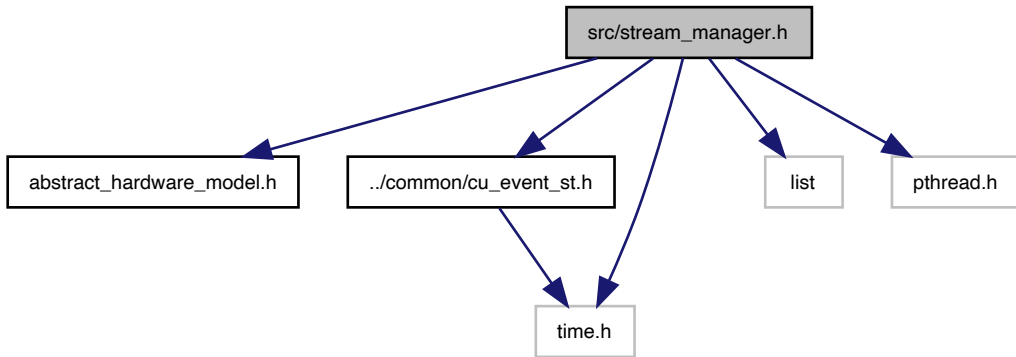 src/stream_manager.h
abstract_hardware_model.h
../common/cu_event_st.h
list
pthread.h
time.h